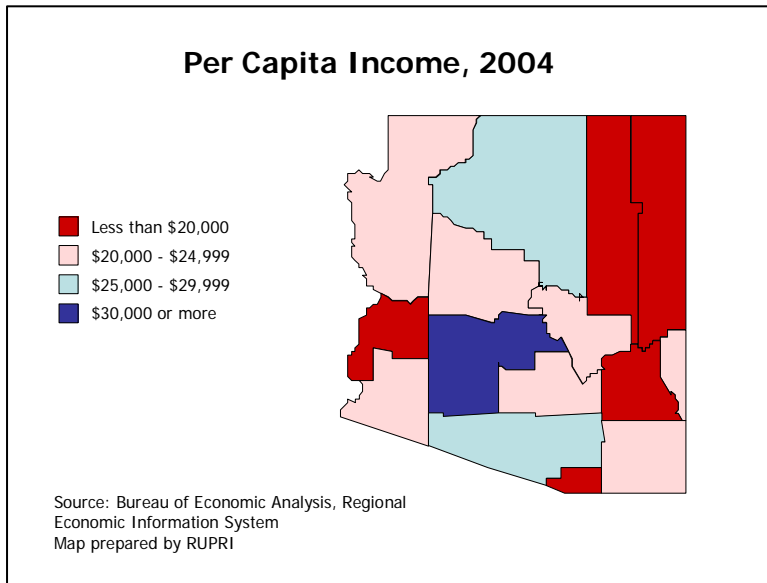 Per Capita Income, 2004
Less than $20,000
$20,000 - $24,999
$25,000 - $29,999
$30,000 or more
Source: Bureau of Economic Analysis, Regional
Economic Information System
Map prepared by RUPRI